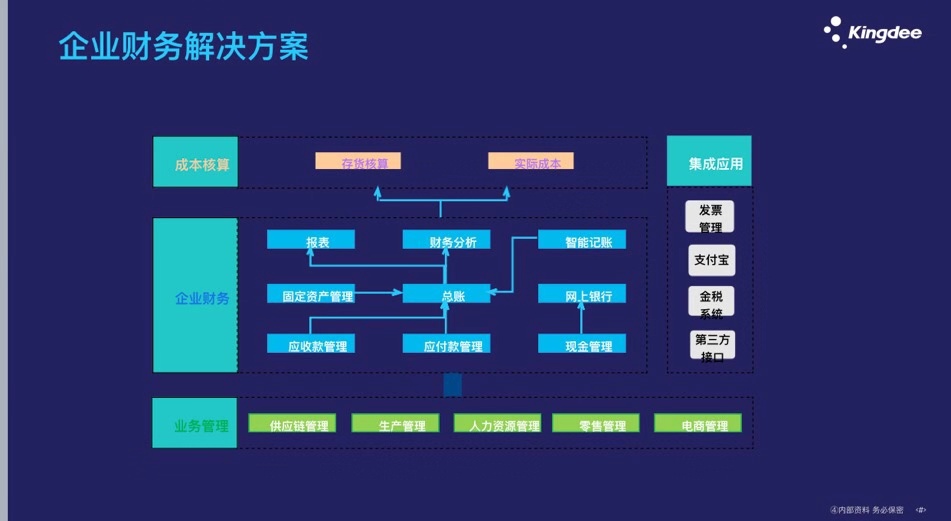 企业财务解决方案
Kingdee
成本核算
存货核算
实际成本
集成应用
发票
管理
支付宝
金税
系统
第三方
接口
企业财务
报表
财务分析
智能记账
固定资产管理
总账
网上银行
应收款管理
应付款管理
现金管理
业务管理
供应链管理
生产管理
人力资源管理
零售管理
电商管理
④内部资料 务必保密 ‹#›